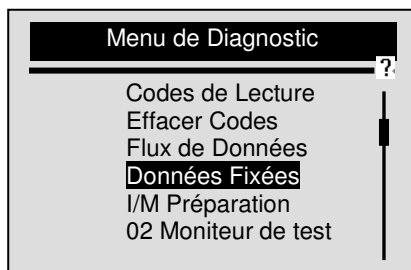 Menu de Diagnostic
?
Codes de Lecture
Effacer Codes
Flux de Données
Données Fixées
I/M Préparation
02 Moniteur de test